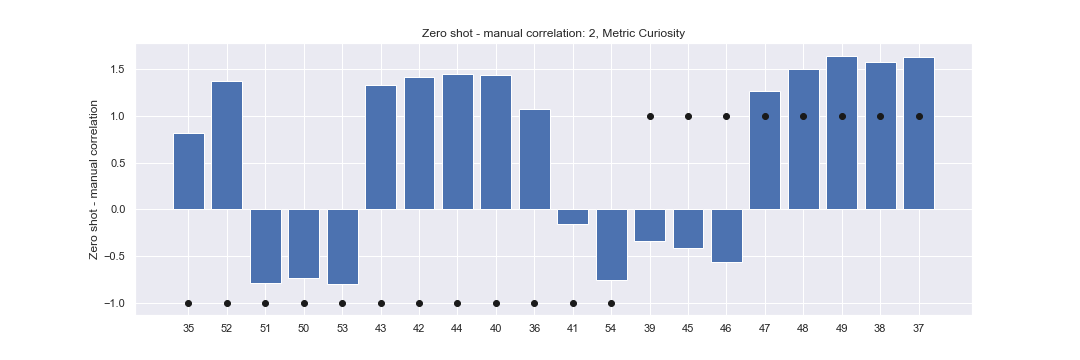 Zero shot - manual correlation: 2, Metric Curiosity
Zero shot - manual correlation
1.5
1.0
0.5
0.0
−0.5
−1.0
35 52 51 50 53 43 42 44 40 36 41 54 39 45 46 47 48 49 38 37